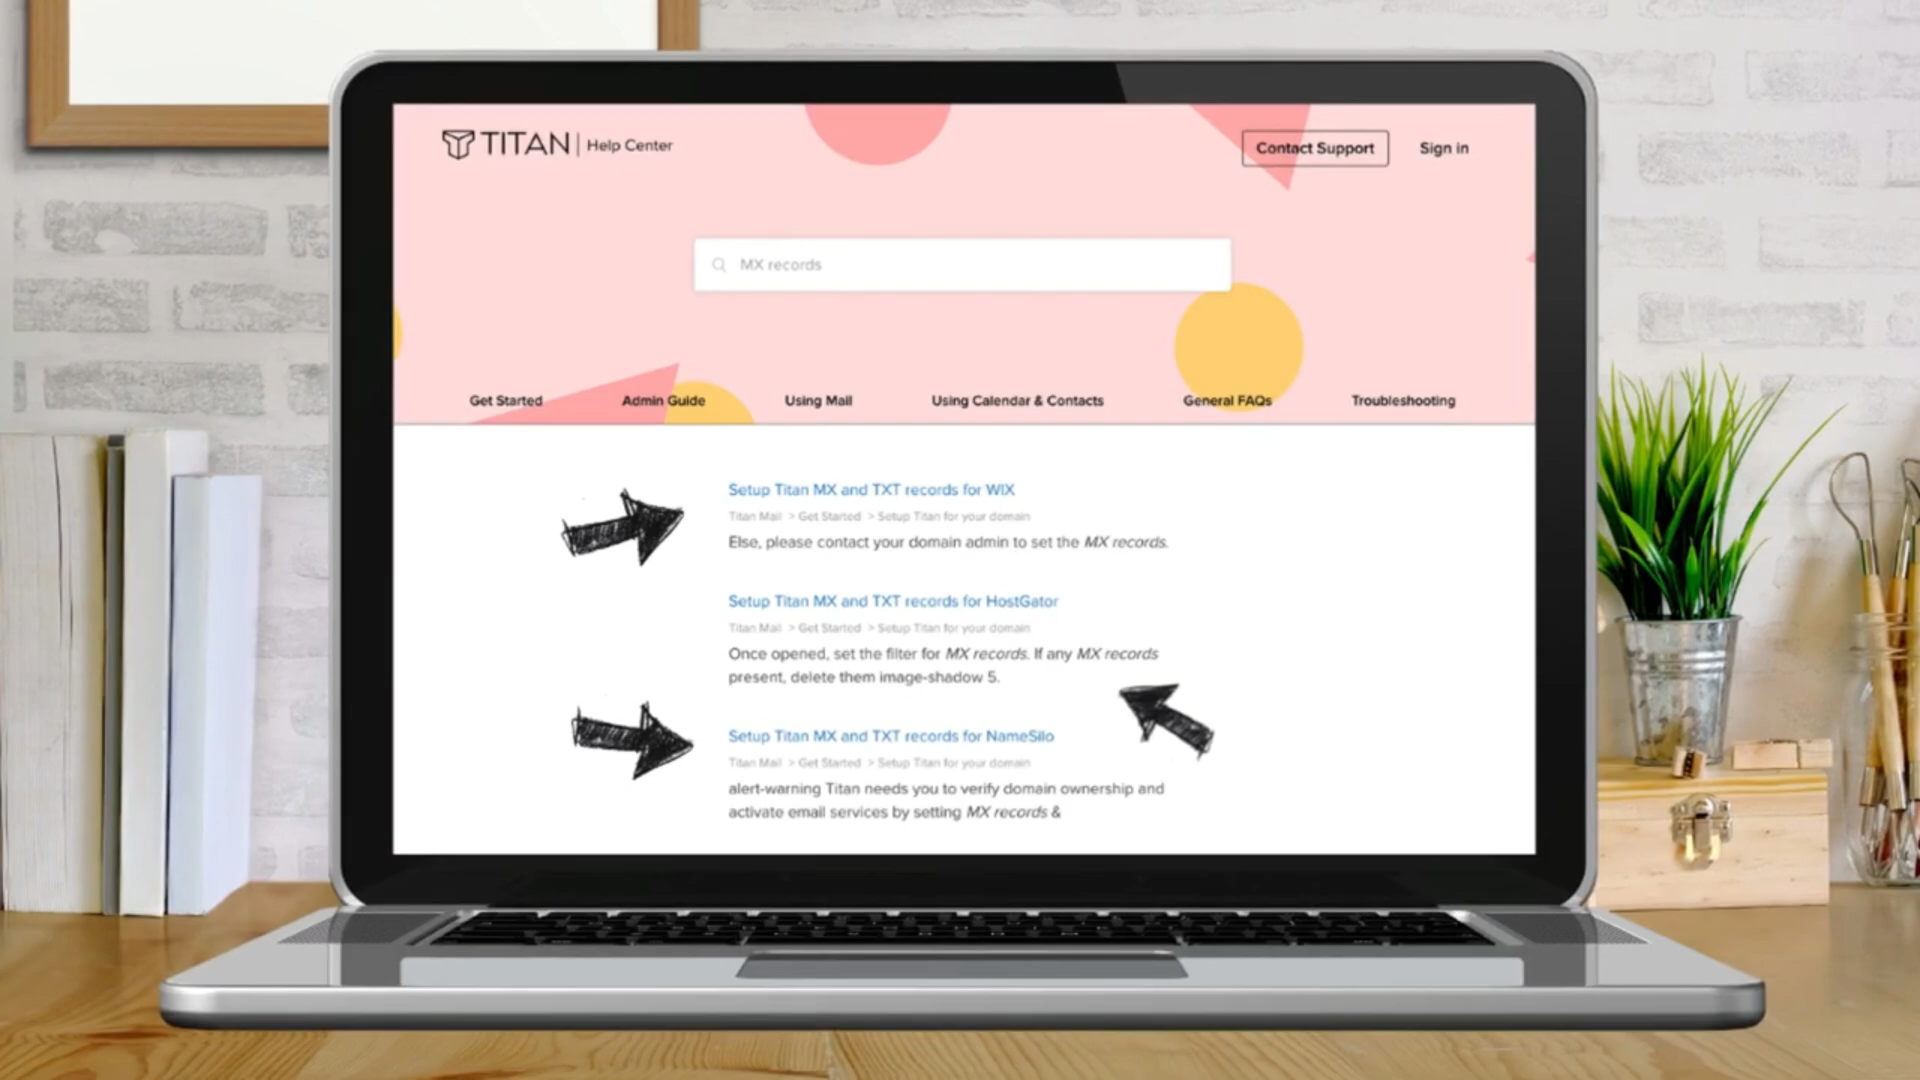 TITAN | Help Center
Contact Support
Sign in
MX records
Get Started
Admin Guide
Using Mail
Using Calendar & Contacts
General FAQs
Troubleshooting
Setup Titan MX and TXT records for WIX
Titan Mail > Get Started > Setup Titan for your domain
Else, please contact your domain admin to set the MX records.
Setup Titan MX and TXT records for HostGator
Titan Mail > Get Started > Setup Titan for your domain
Once opened, set the filter for MX records. If any MX records
present, delete them image-shadow 5.
Setup Titan MX and TXT records for NameSilo
Titan Mail > Get Started > Setup Titan for your domain
alert-warning Titan needs you to verify domain ownership and
activate email services by setting MX records &